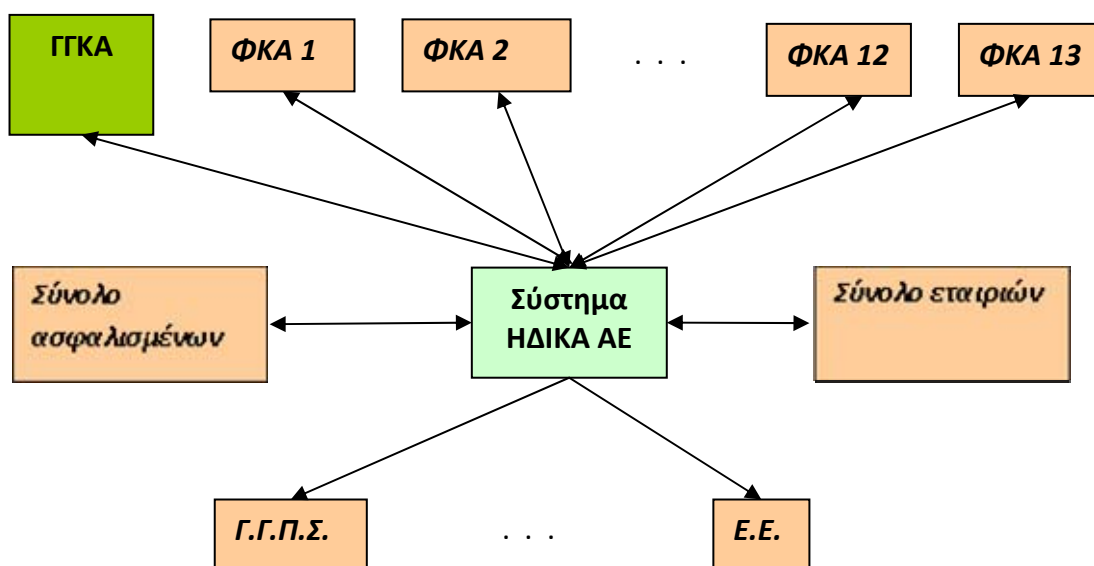 ΓΓΚΑ
ΦΚΑ 1
ΦΚΑ 2
. . .
ΦΚΑ 12
ΦΚΑ 13
Σύνολο
ασφαλισμένων
Σύστημα
ΗΔΙΚΑ ΑΕ
Σύνολο εταιριών
Γ.Γ.Π.Σ.
. . .
Ε.Ε.